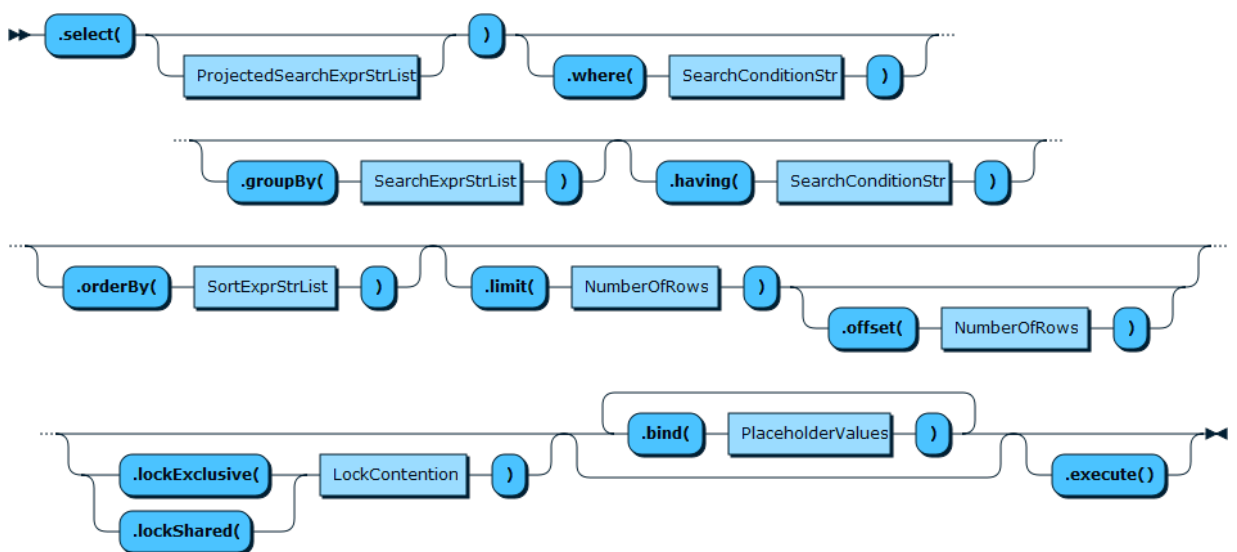 .select( ) 
ProjectedSearchExprStrList .where( SearchConditionStr )
.groupBy( SearchExprStrList ) .having( SearchConditionStr )
.orderBy( SortExprStrList ) .limit( NumberOfRows )
.offset( NumberOfRows )
.bind( PlaceholderValues )
.lockExclusive( LockContention ) .execute()
.lockShared(